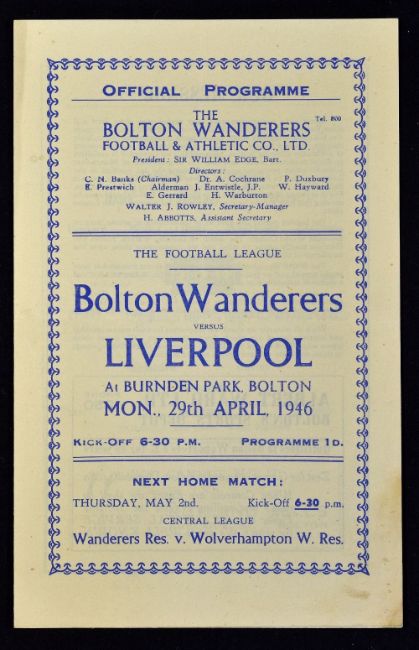 OFFICIAL PROGRAMME
THE
Tel. 800
BOLTON WANDERERS
FOOTBALL & ATHLETIC CO., LTD.
President: SIR WILLIAM EDGE, Bart.
Directors:
C. N. Banks (Chairman) Dr. A. Cochrane P. Duxbury
E. Prestwich Alderman J. Entwistle, J.P. W. Hayward
E. Gerrard H. Warburton
WALTER J. ROWLEY, Secretary-Manager
H. ABBOTTS, Assistant Secretary
THE FOOTBALL LEAGUE
Bolton Wanderers
VERSUS
LIVERPOOL
At BURNDEN PARK, BOLTON
MON., 29th APRIL, 1946
KICK-OFF 6-30 P.M. PROGRAMME 1D.
NEXT HOME MATCH:
THURSDAY, MAY 2nd. Kick-Off 6-30 p.m.
CENTRAL LEAGUE
Wanderers Res. v. Wolverhampton W. Res.